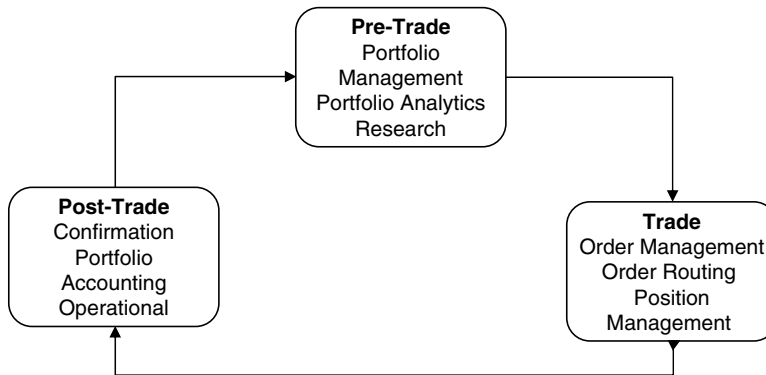 Pre-Trade
Portfolio
Management
Portfolio Analytics
Research
Post-Trade
Confirmation
Portfolio
Accounting
Operational
Trade
Order Management
Order Routing
Position
Management